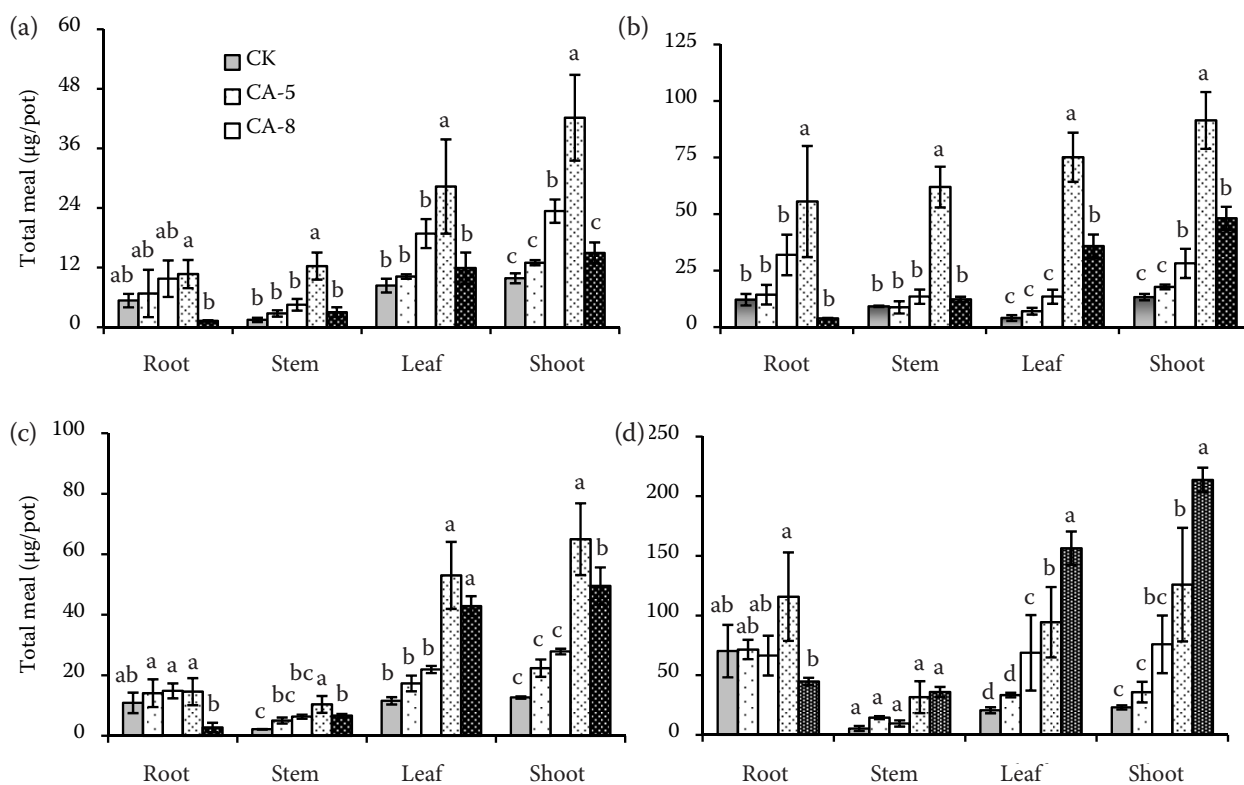 (a)
Total meal (µg/pot)
60
48
36
24
12
0
CK
CA-5
CA-8
ab ab ab a b
b b b a b
b b b a b
c c b a c
Root Stem Leaf Shoot
(b)
125
100
75
50
25
0
b b b a b
b b b a b
c c c a b
c c b a b
Root Stem Leaf Shoot
(c)
Total meal (µg/pot)
100
80
60
40
20
0
ab a a a b
c bc bc a b
b b b a a
c c c a b
Root Stem Leaf Shoot
(d)
250
200
150
100
50
0
ab ab ab a b
a a a a a
d d c b a
c c bc b a
Root Stem Leaf Shoot